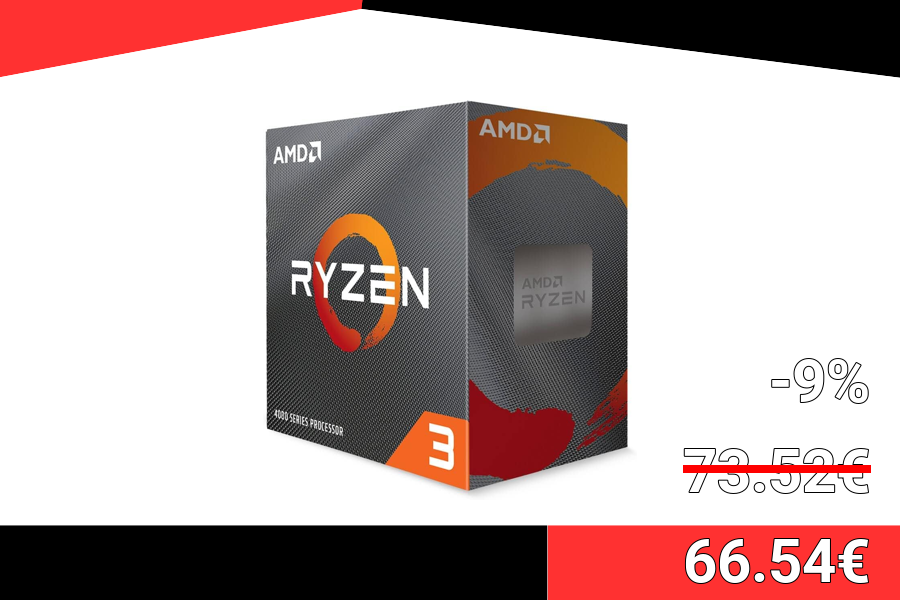 AMD
AMD
RYZEN
AMD
RYZEN
4000 SERIES PROCESSOR
3
-9%
73.52€
66.54€